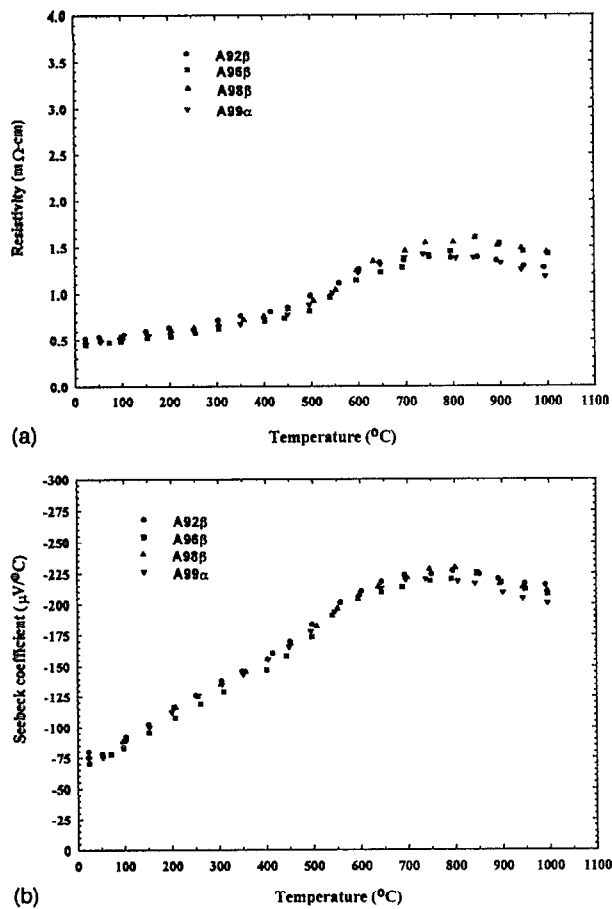 4.0
3.5
3.0
2.5
2.0
1.5
1.0
0.5
0.0
Resistivity (mΩ-cm)
A92β
A96β
A98β
A99α
0 100 200 300 400 500 600 700 800 900 1000 1100
(a)
Temperature (⁰C)
-300
-275
-250
-225
-200
-175
-150
-125
-100
-75
-50
-25
0
Seebeck coefficient (μV/⁰C)
A92β
A96β
A98β
A99α
0 100 200 300 400 500 600 700 800 900 1000 1100
(b)
Temperature (⁰C)